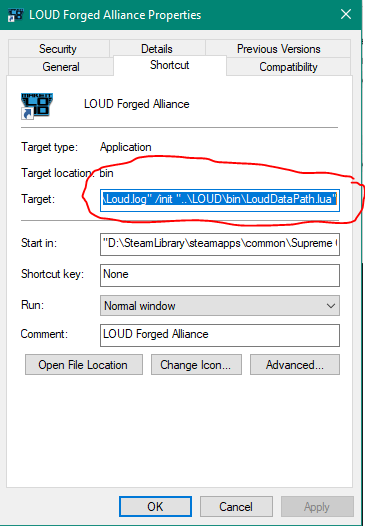 LOUD Forged Alliance Properties
Security Details Previous Versions
General Shortcut Compatibility
LOUD Forged Alliance
Target type: Application
Target location: bin
Target: \Loud.log" /init "..\LOUD\bin\LoudDataPath.lua"
Start in: "D:\SteamLibrary\steamapps\common\Supreme
Shortcut key: None
Run: Normal window
Comment: LOUD Forged Alliance
Open File Location Change Icon... Advanced...
OK Cancel Apply